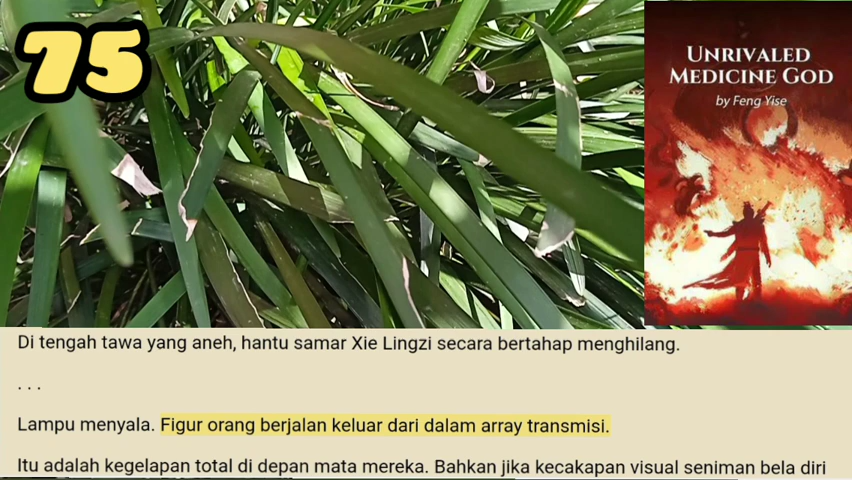 75
UNRIVALED
MEDICINE GOD
by Feng Yise
Di tengah tawa yang aneh, hantu samar Xie Lingzi secara bertahap menghilang.
. . .
Lampu menyala. Figur orang berjalan keluar dari dalam array transmisi.
Itu adalah kegelapan total di depan mata mereka. Bahkan jika kecakapan visual seniman bela diri